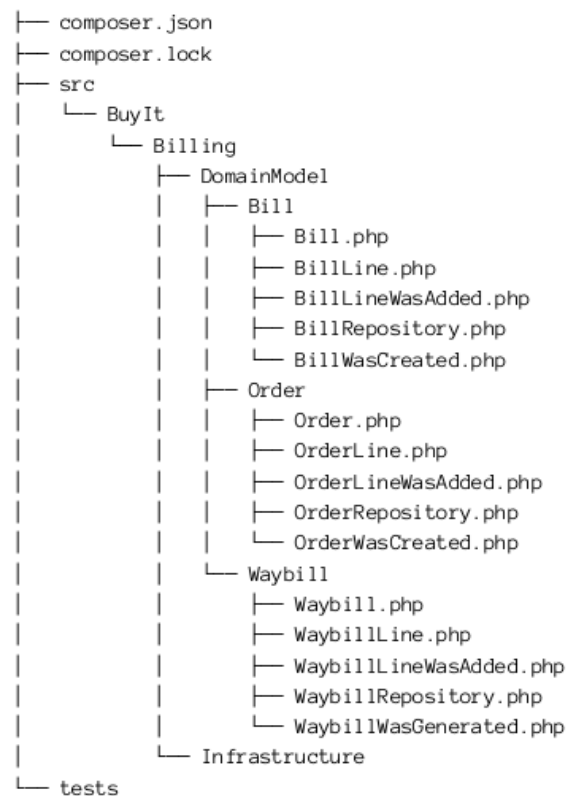 ├── composer.json
├── composer.lock
├── src
│   └── BuyIt
│       └── Billing
│           ├── DomainModel
│           │   ├── Bill
│           │   │   ├── Bill.php
│           │   │   ├── BillLine.php
│           │   │   ├── BillLineWasAdded.php
│           │   │   ├── BillRepository.php
│           │   │   └── BillWasCreated.php
│           │   ├── Order
│           │   │   ├── Order.php
│           │   │   ├── OrderLine.php
│           │   │   ├── OrderLineWasAdded.php
│           │   │   ├── OrderRepository.php
│           │   │   └── OrderWasCreated.php
│           │   └── Waybill
│           │       ├── Waybill.php
│           │       ├── WaybillLine.php
│           │       ├── WaybillLineWasAdded.php
│           │       ├── WaybillRepository.php
│           │       └── WaybillWasGenerated.php
│           └── Infrastructure
└── tests